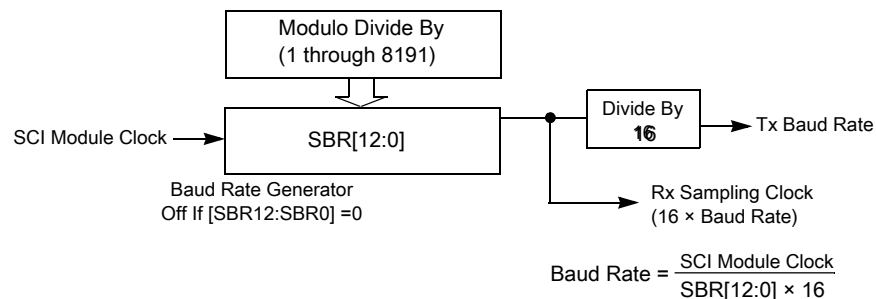 Modulo Divide By
(1 through 8191)
SCI Module Clock
SBR[12:0]
Divide By
16
Tx Baud Rate
Baud Rate Generator
Off If [SBR12:SBR0] =0
Rx Sampling Clock
(16 × Baud Rate)
Baud Rate = SCI Module Clock
SBR[12:0] × 16